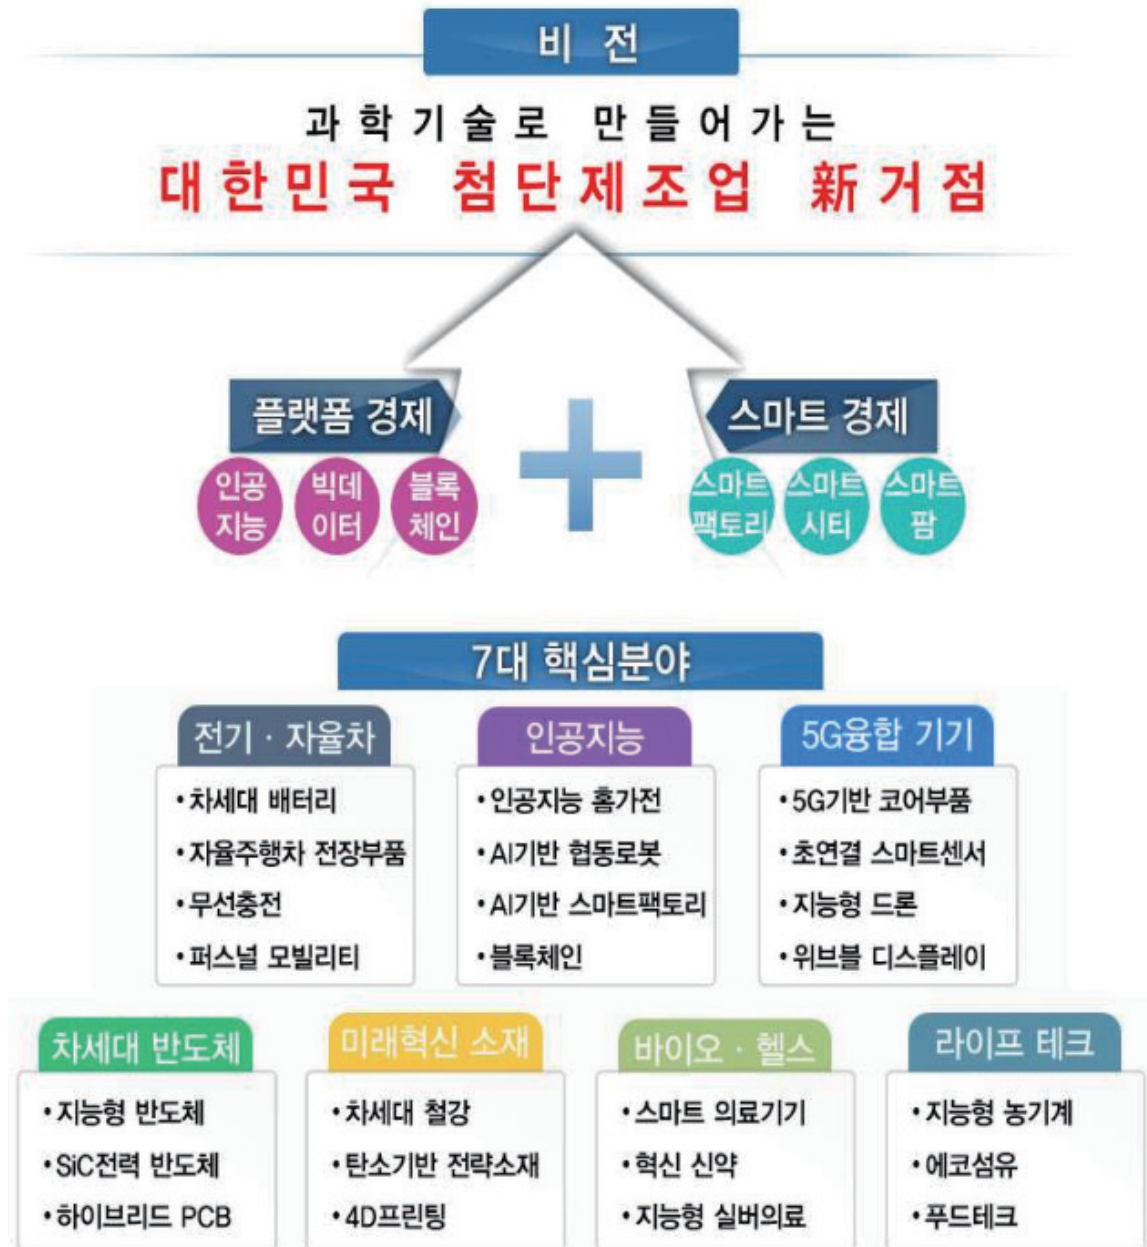 비 전
과학기술로 만들어가는
대한민국 첨단제조업 新거점
플랫폼 경제
스마트 경제
인공
지능
빅데
이터
블록
체인
스마트
팩토리
스마트
시티
스마트
팜
7대 핵심분야
전기 · 자율차
•차세대 배터리
•자율주행차 전장부품
•무선충전
•퍼스널 모빌리티
인공지능
•인공지능 홈가전
•AI기반 협동로봇
•AI기반 스마트팩토리
•블록체인
5G융합 기기
•5G기반 코어부품
•초연결 스마트센서
•지능형 드론
•위브블 디스플레이
차세대 반도체
•지능형 반도체
•SiC전력 반도체
•하이브리드 PCB
미래혁신 소재
•차세대 철강
•탄소기반 전략소재
•4D프린팅
바이오 · 헬스
•스마트 의료기기
•혁신 신약
•지능형 실버의료
라이프 테크
•지능형 농기계
•에코섬유
•푸드테크